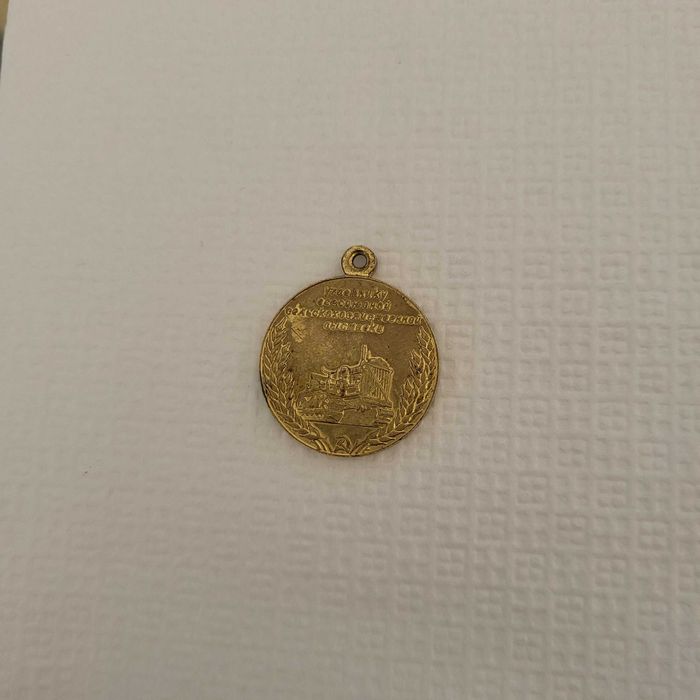 УЧАСТНИКУ
ВСЕСОЮЗНОЙ
СЕЛЬСКОХОЗЯЙСТВЕННОЙ
ВЫСТАВКИ